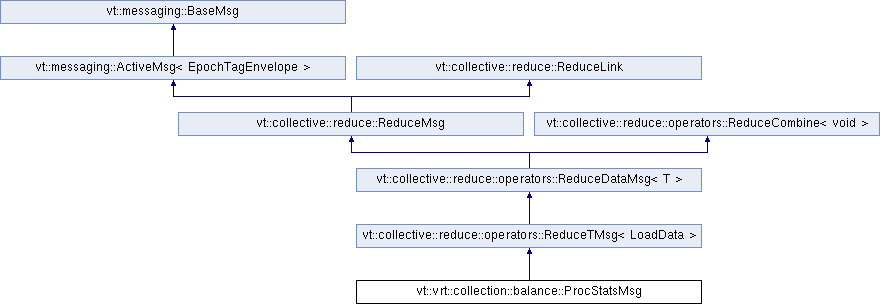 vt::messaging::BaseMsg
vt::messaging::ActiveMsg< EpochTagEnvelope >
vt::collective::reduce::ReduceLink
vt::collective::reduce::ReduceMsg
vt::collective::reduce::operators::ReduceCombine< void >
vt::collective::reduce::operators::ReduceDataMsg< T >
vt::collective::reduce::operators::ReduceTMsg< LoadData >
vt::vrt::collection::balance::ProcStatsMsg